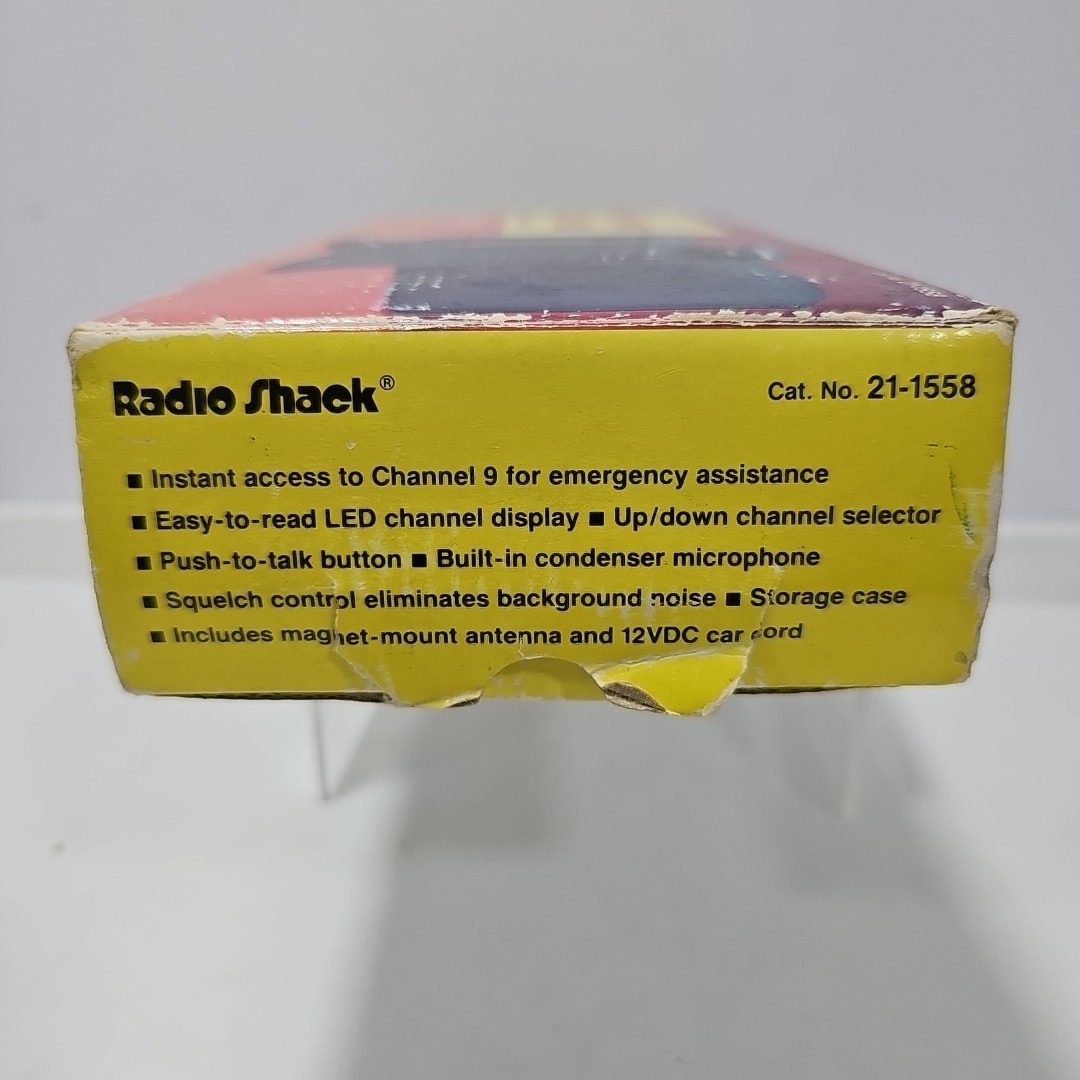 Radio Shack®
Cat. No. 21-1558
■ Instant access to Channel 9 for emergency assistance
■ Easy-to-read LED channel display ■ Up/down channel selector
■ Push-to-talk button ■ Built-in condenser microphone
■ Squelch control eliminates background noise ■ Storage case
■ Includes magnet-mount antenna and 12VDC car cord